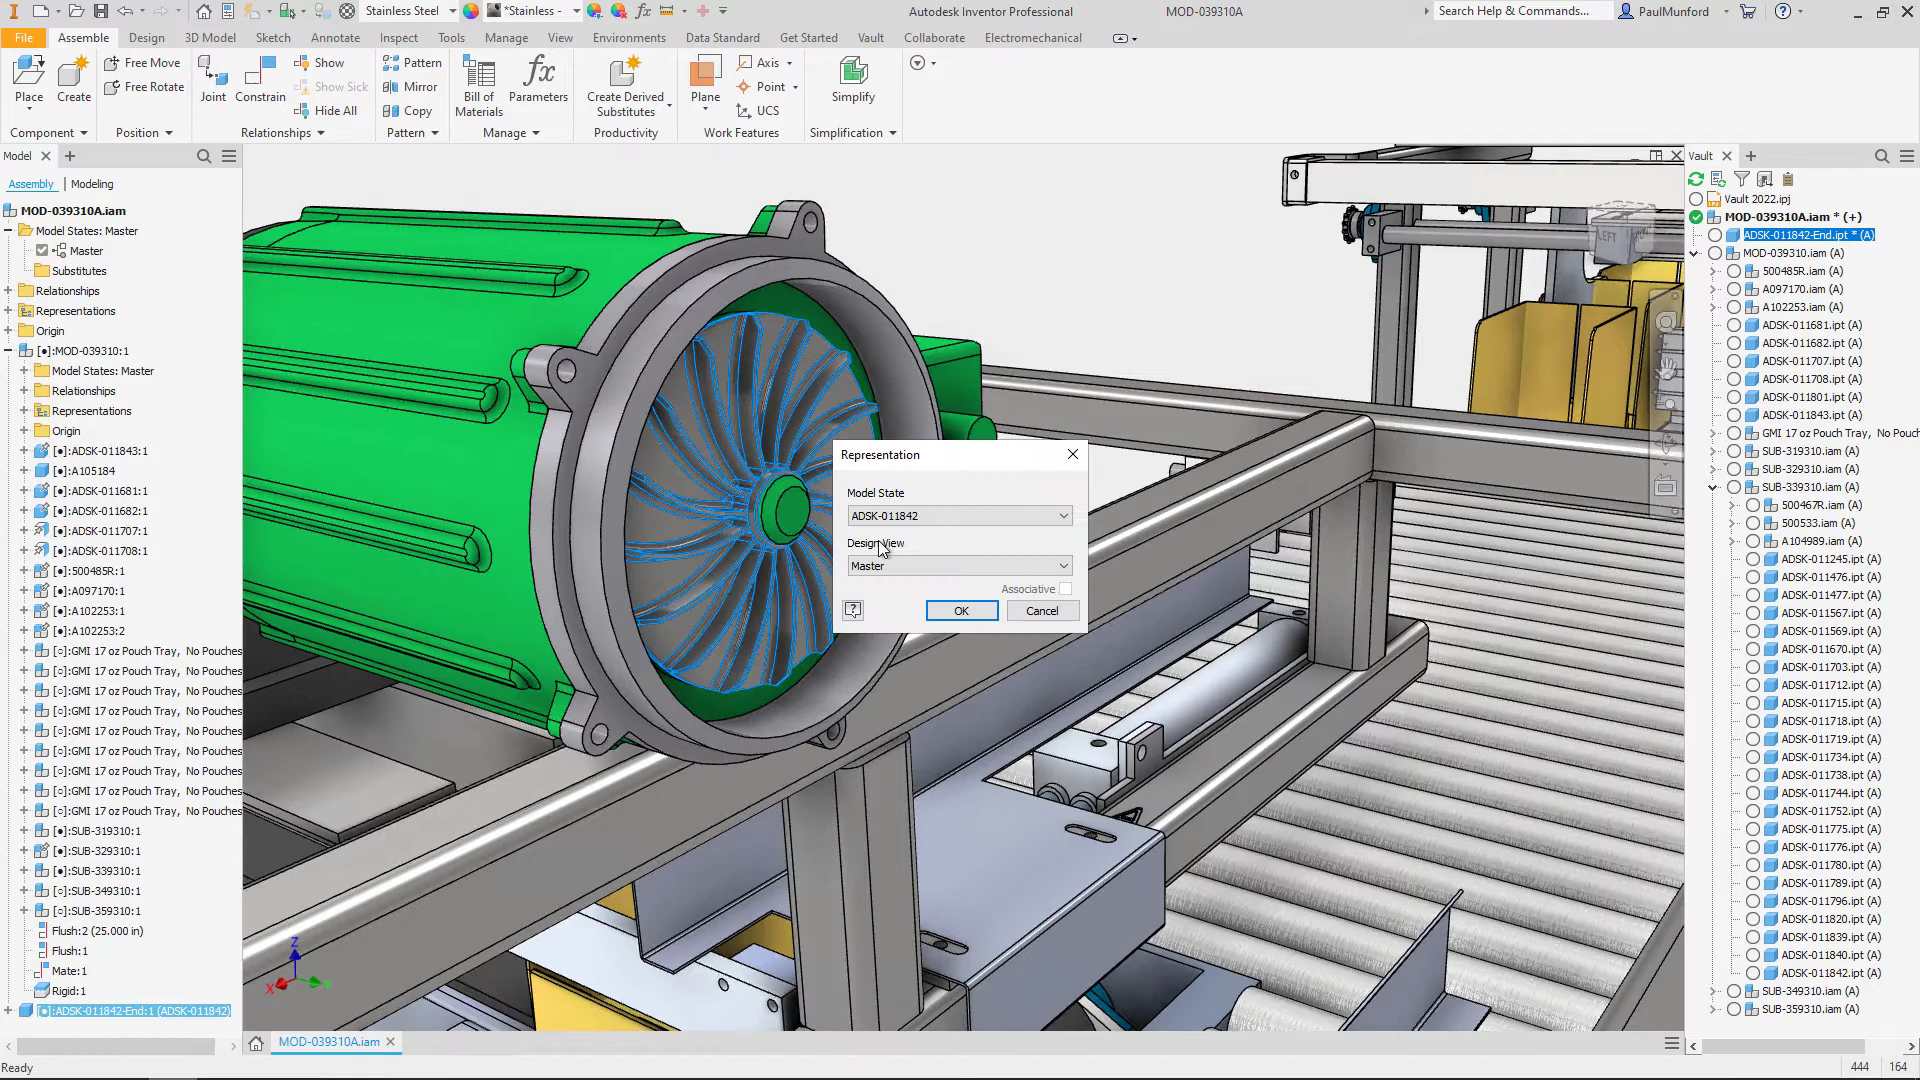 Stainless Steel
*Stainless -
Autodesk Inventor Professional
MOD-039310A
Search Help & Commands...
PaulMunford
File
Assemble
Design
3D Model
Sketch
Annotate
Inspect
Tools
Manage
View
Environments
Data Standard
Get Started
Vault
Collaborate
Electromechanical
Place
Create
Free Move
Free Rotate
Joint
Constrain
Show
Show Sick
Hide All
Pattern
Mirror
Copy
Bill of
Materials
Parameters
Create Derived
Substitutes
Plane
Axis
Point
UCS
Simplify
Component
Position
Relationships
Pattern
Manage
Productivity
Work Features
Simplification
Model
Assembly
Modeling
MOD-039310A.iam
Model States: Master
Master
Substitutes
Relationships
Representations
Origin
[●]:MOD-039310:1
Model States: Master
Relationships
Representations
Origin
[●]:ADSK-011843:1
[●]:A105184
[●]:ADSK-011681:1
[●]:ADSK-011682:1
[●]:ADSK-011707:1
[●]:ADSK-011708:1
[●]:500485R:1
[●]:A097170:1
[●]:A102253:1
[●]:A102253:2
[○]:GMI 17 oz Pouch Tray, No Pouches
[○]:GMI 17 oz Pouch Tray, No Pouches
[○]:GMI 17 oz Pouch Tray, No Pouches
[○]:GMI 17 oz Pouch Tray, No Pouches
[○]:GMI 17 oz Pouch Tray, No Pouches
[○]:GMI 17 oz Pouch Tray, No Pouches
[○]:GMI 17 oz Pouch Tray, No Pouches
[○]:GMI 17 oz Pouch Tray, No Pouches
[○]:GMI 17 oz Pouch Tray, No Pouches
[●]:SUB-319310:1
[●]:SUB-329310:1
[●]:SUB-339310:1
[○]:SUB-349310:1
[○]:SUB-359310:1
Flush:2 (25.000 in)
Flush:1
Mate:1
Rigid:1
[●]:ADSK-011842-End:1 (ADSK-011842)
Z
X
Y
LEFT
Representation
Model State
ADSK-011842
Design View
Master
Associative
?
OK
Cancel
MOD-039310A.iam
Vault
Vault 2022.ipj
MOD-039310A.iam * (+)
ADSK-011842-End.ipt * (A)
MOD-039310.iam (A)
500485R.iam (A)
A097170.iam (A)
A102253.iam (A)
ADSK-011681.ipt (A)
ADSK-011682.ipt (A)
ADSK-011707.ipt (A)
ADSK-011708.ipt (A)
ADSK-011801.ipt (A)
ADSK-011843.ipt (A)
GMI 17 oz Pouch Tray, No Pouch
SUB-319310.iam (A)
SUB-329310.iam (A)
SUB-339310.iam (A)
500467R.iam (A)
500533.iam (A)
A104989.iam (A)
ADSK-011245.ipt (A)
ADSK-011476.ipt (A)
ADSK-011477.ipt (A)
ADSK-011567.ipt (A)
ADSK-011569.ipt (A)
ADSK-011670.ipt (A)
ADSK-011703.ipt (A)
ADSK-011712.ipt (A)
ADSK-011715.ipt (A)
ADSK-011718.ipt (A)
ADSK-011719.ipt (A)
ADSK-011734.ipt (A)
ADSK-011738.ipt (A)
ADSK-011744.ipt (A)
ADSK-011752.ipt (A)
ADSK-011775.ipt (A)
ADSK-011776.ipt (A)
ADSK-011780.ipt (A)
ADSK-011789.ipt (A)
ADSK-011796.ipt (A)
ADSK-011820.ipt (A)
ADSK-011839.ipt (A)
ADSK-011840.ipt (A)
ADSK-011842.ipt (A)
SUB-349310.iam (A)
SUB-359310.iam (A)
Ready
444
164